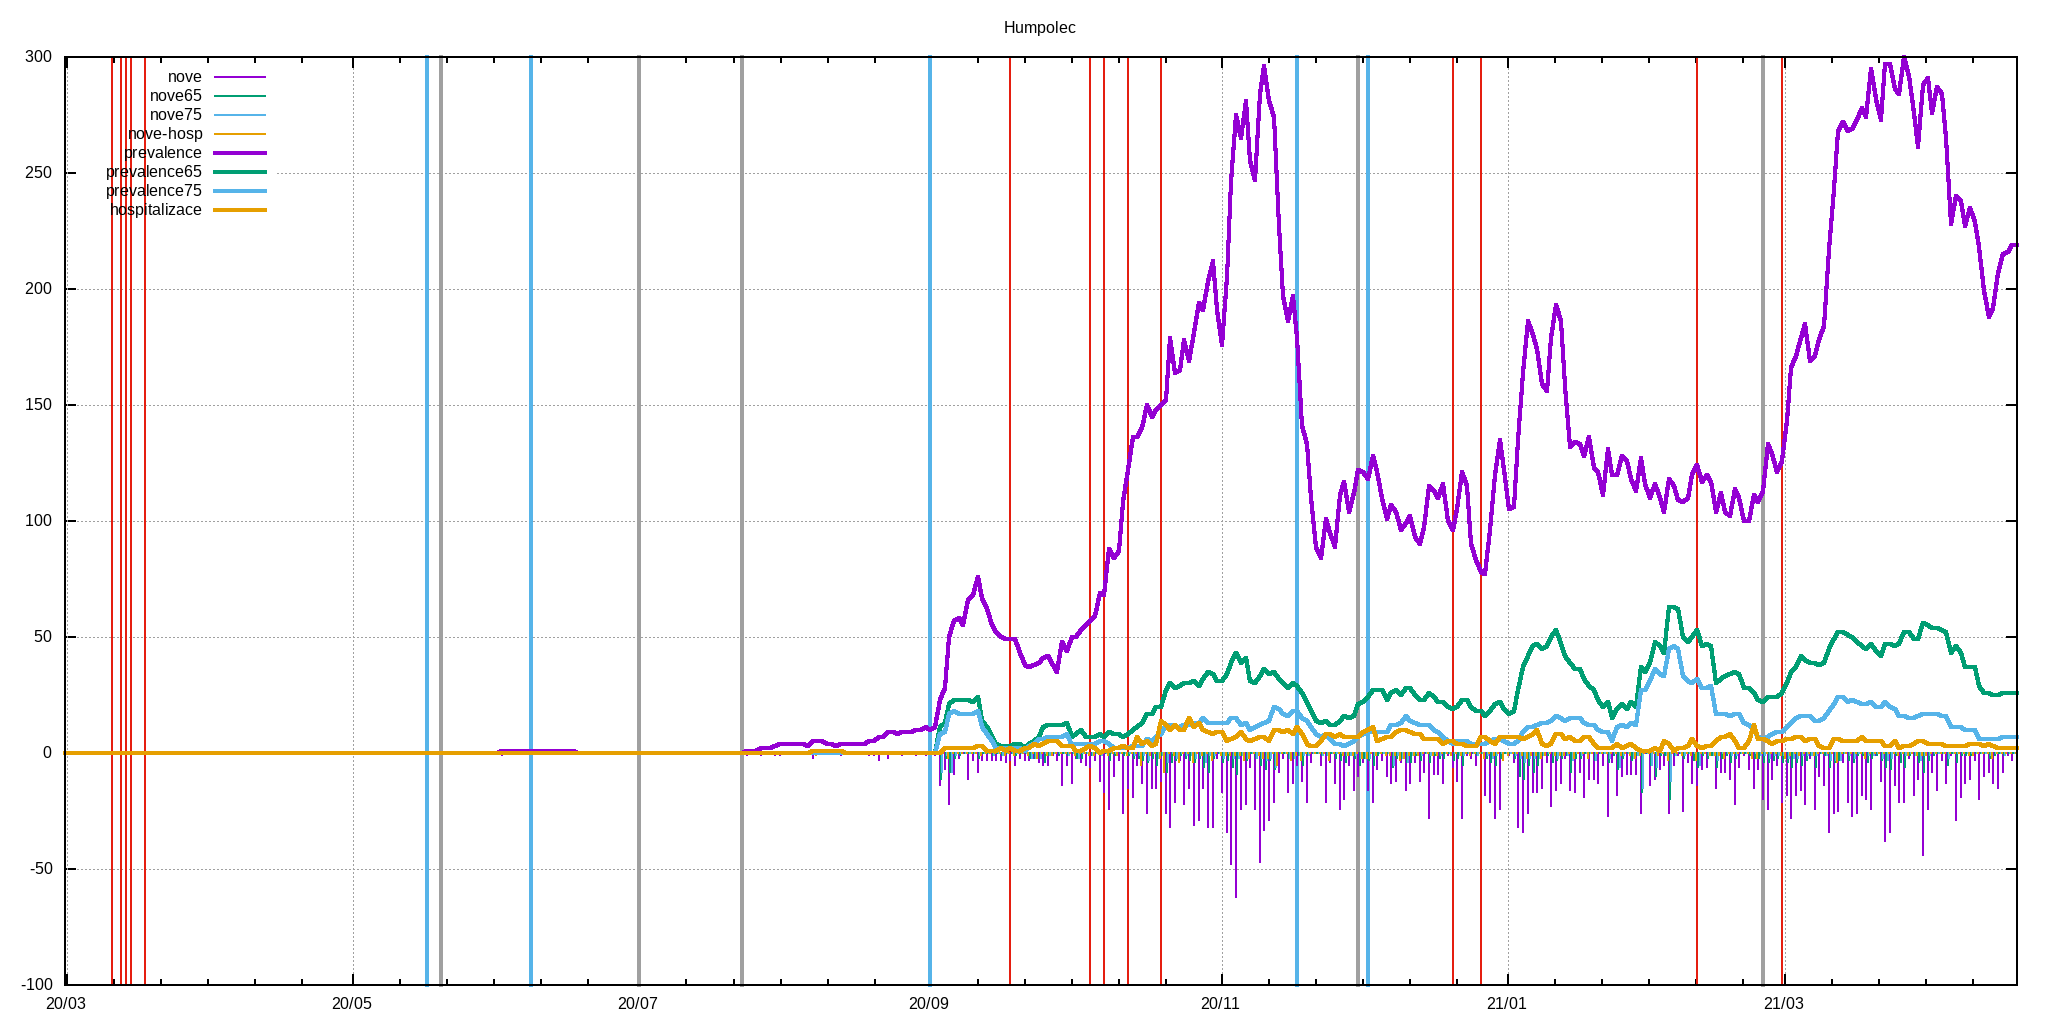 Humpolec
300
250
200
150
100
50
0
-50
-100
nove
nove65
nove75
nove-hosp
prevalence
prevalence65
prevalence75
hospitalizace
20/03 20/05 20/07 20/09 20/11 21/01 21/03